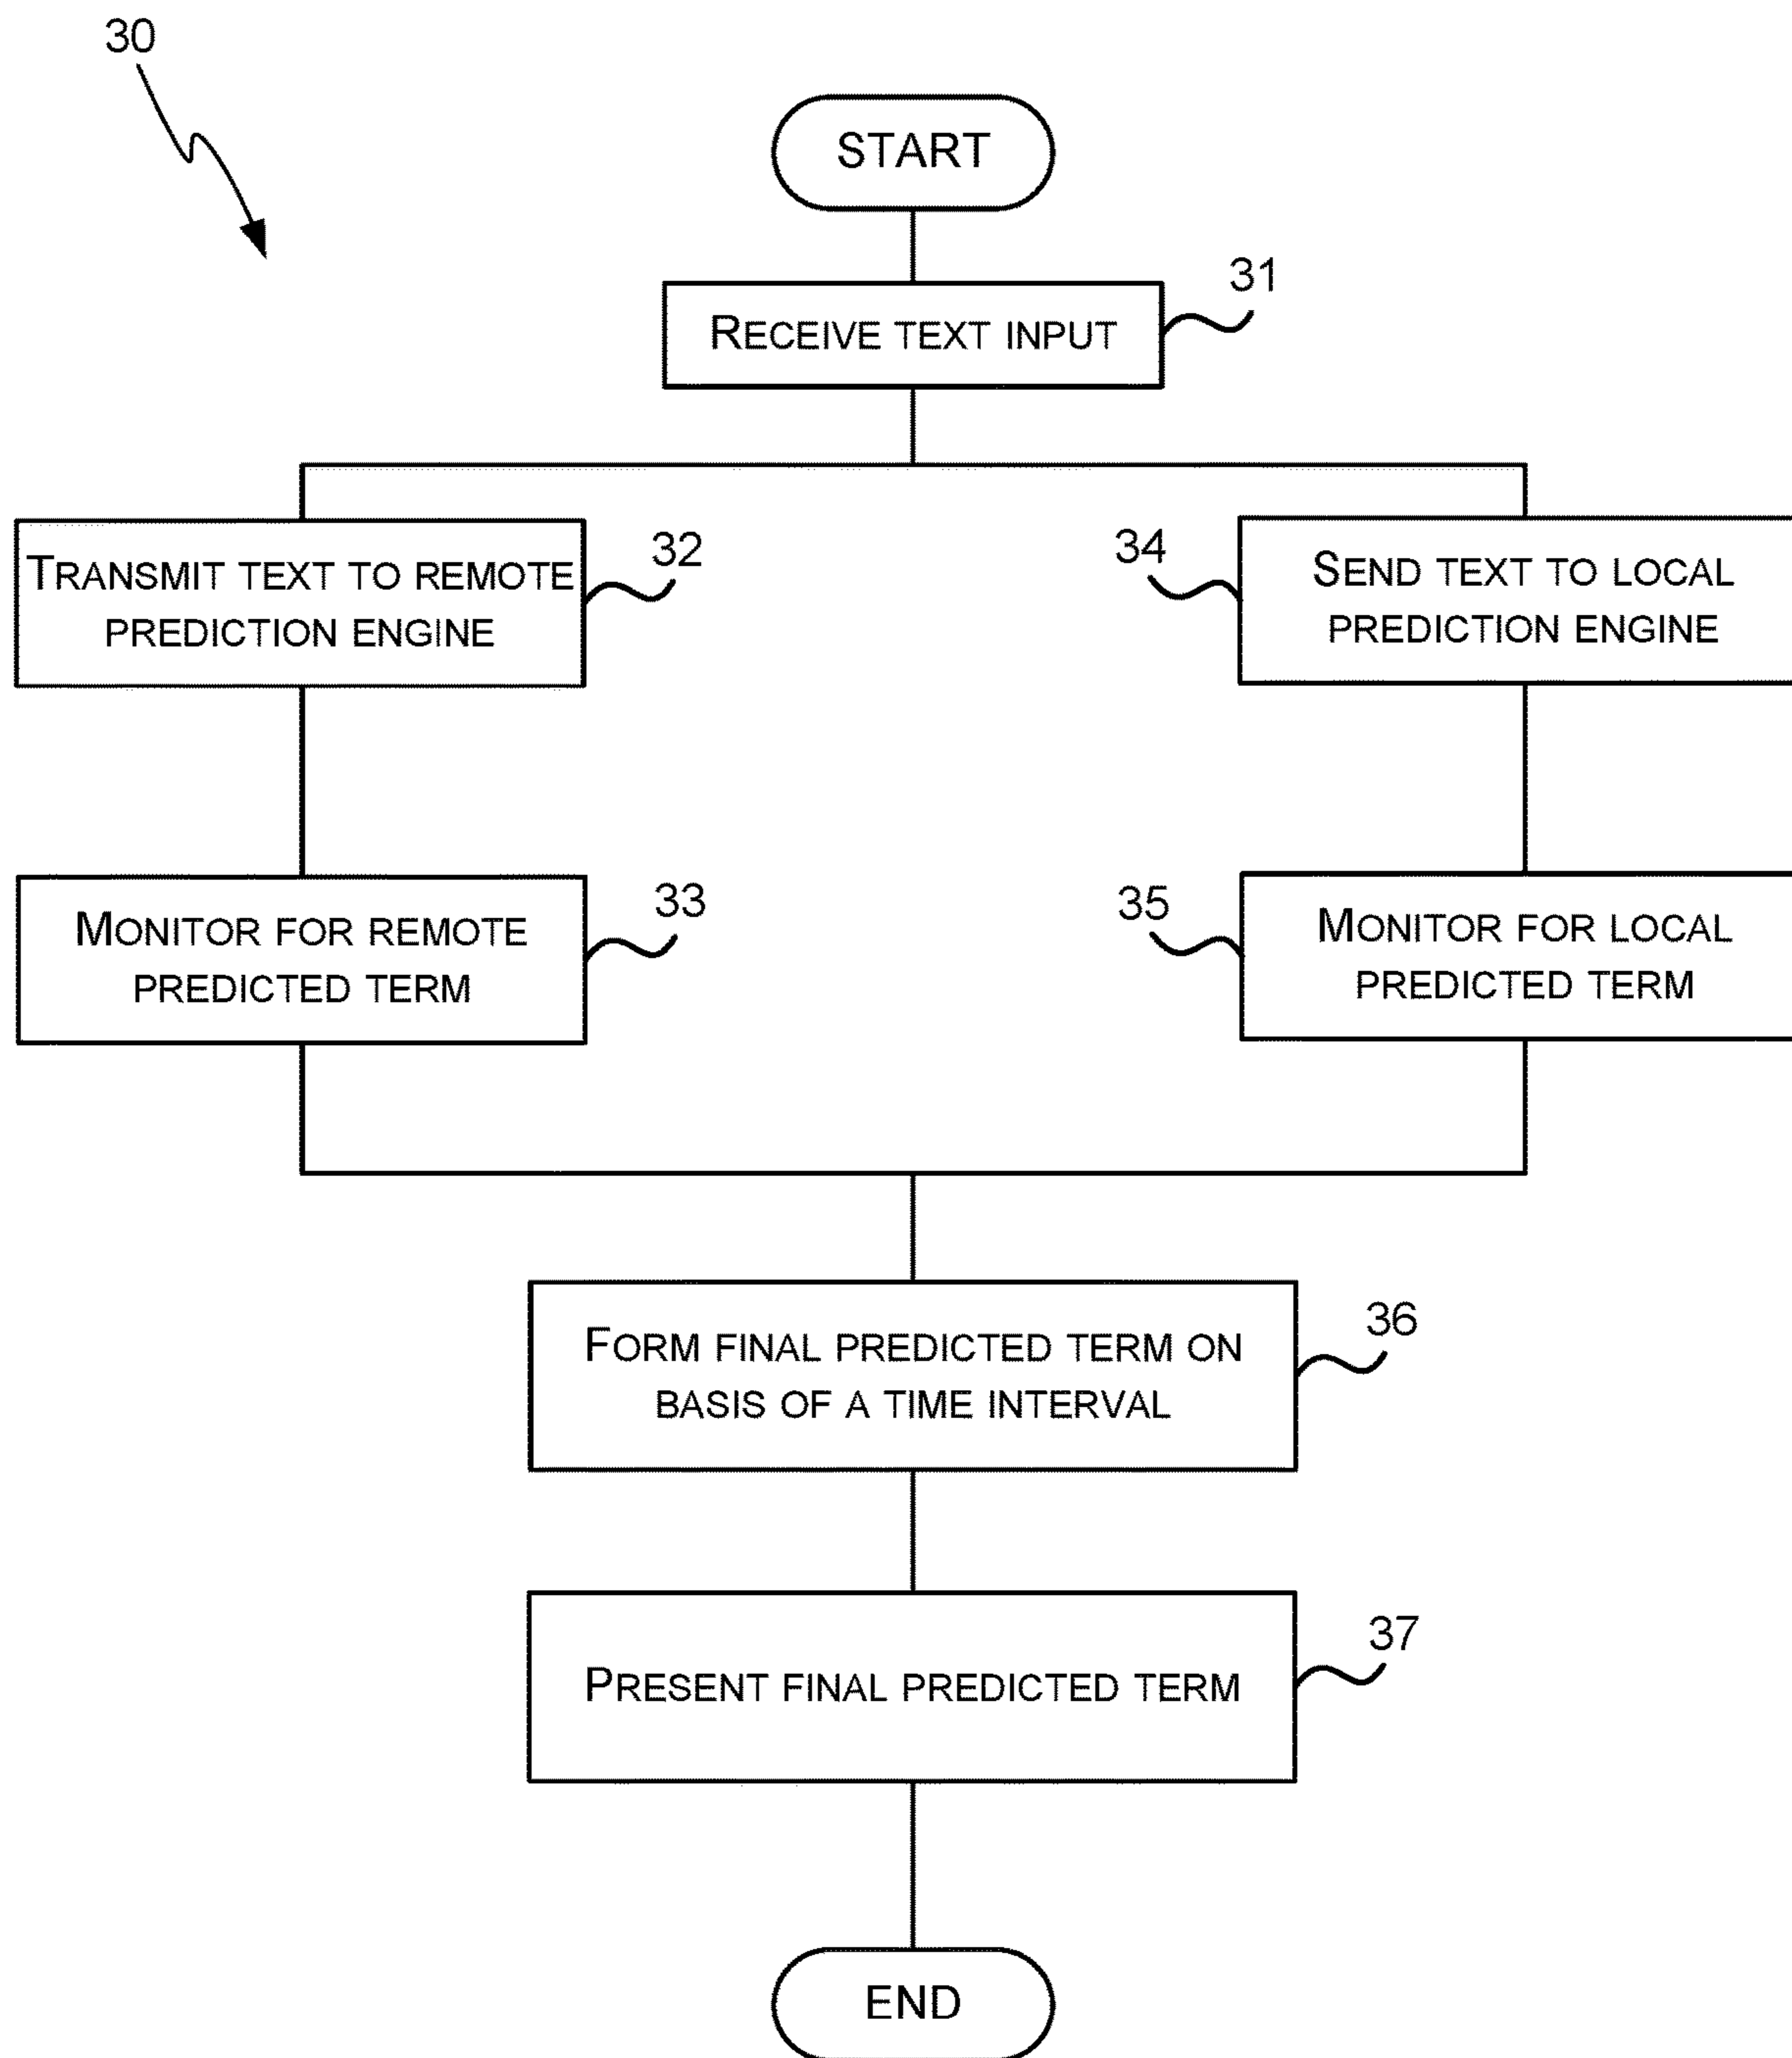 30
START
31
RECEIVE TEXT INPUT
32
TRANSMIT TEXT TO REMOTE
PREDICTION ENGINE
34
SEND TEXT TO LOCAL
PREDICTION ENGINE
33
MONITOR FOR REMOTE
PREDICTED TERM
35
MONITOR FOR LOCAL
PREDICTED TERM
36
FORM FINAL PREDICTED TERM ON
BASIS OF A TIME INTERVAL
37
PRESENT FINAL PREDICTED TERM
END